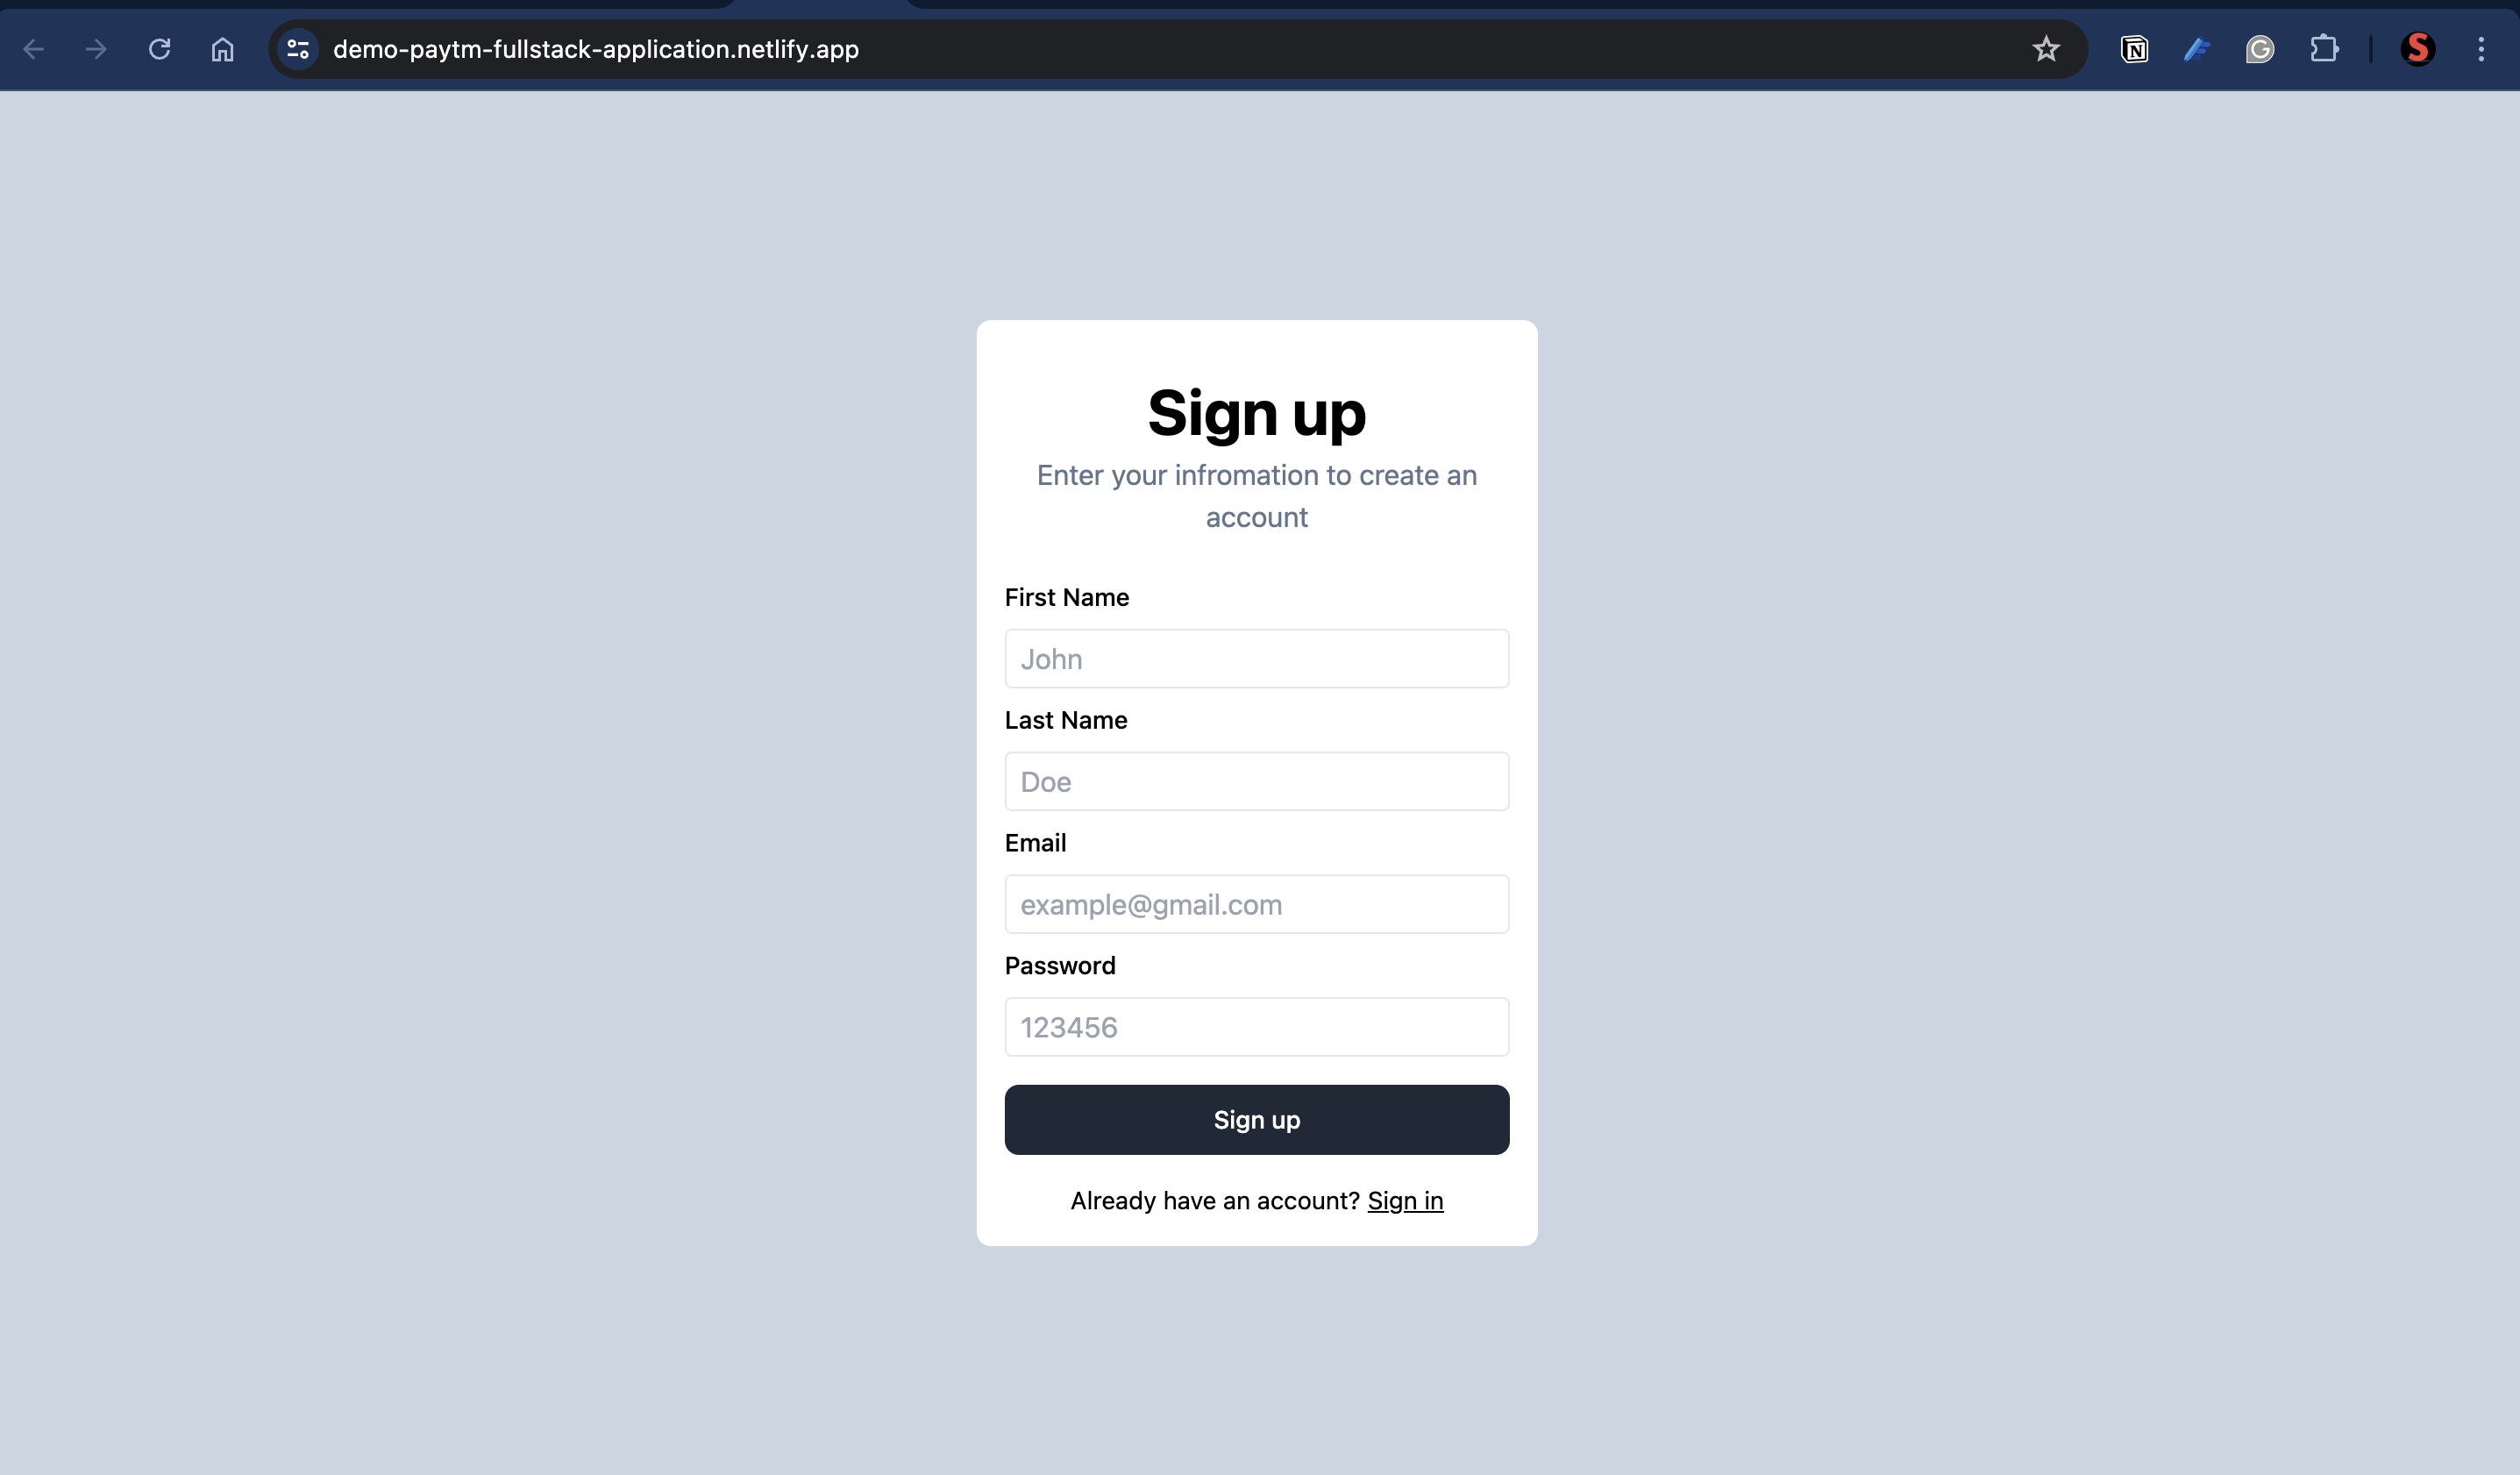 demo-paytm-fullstack-application.netlify.app
Sign up
Enter your infromation to create an
account
First Name
John
Last Name
Doe
Email
example@gmail.com
Password
123456
Sign up
Already have an account? Sign in